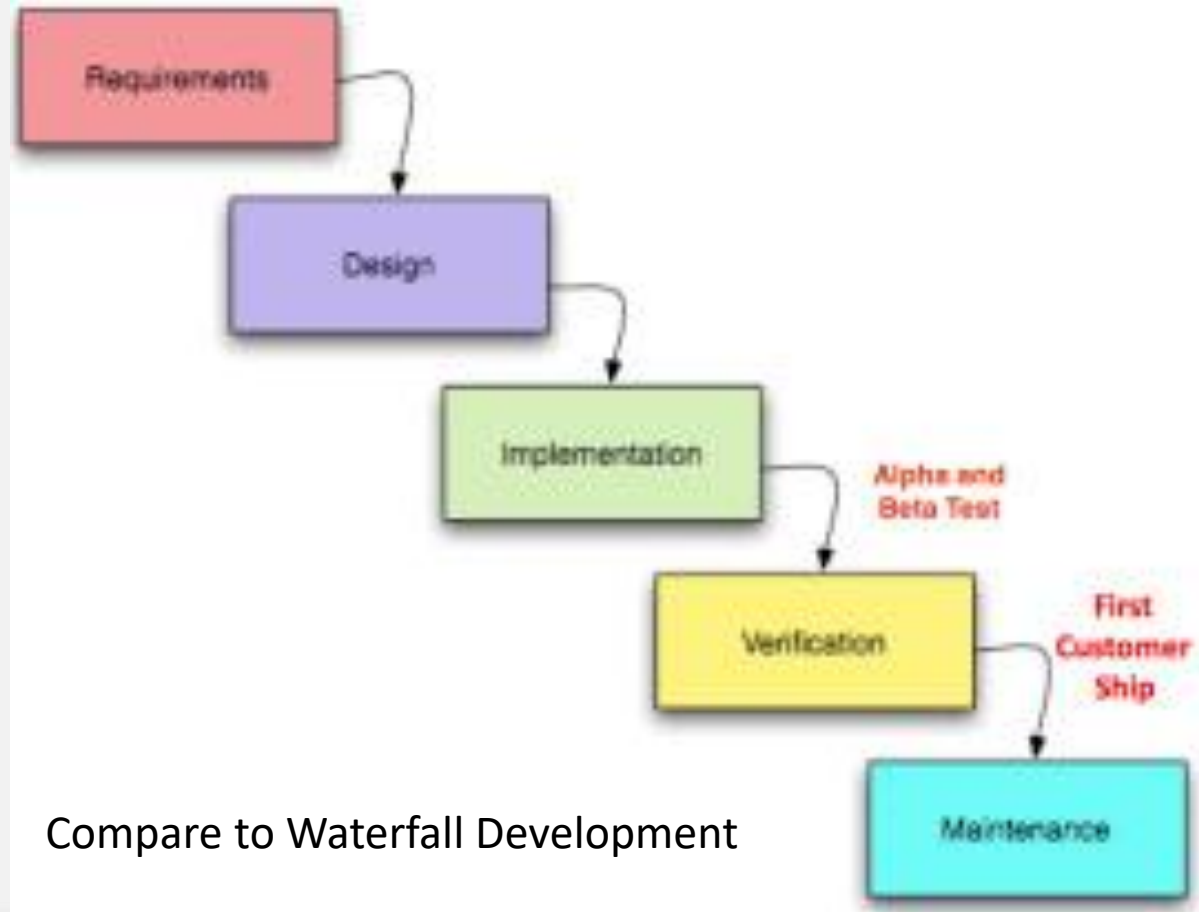 Requirements
Design
Implementation
Alpha and
Beta Test
Verification
First
Customer
Ship
Maintenance
Compare to Waterfall Development